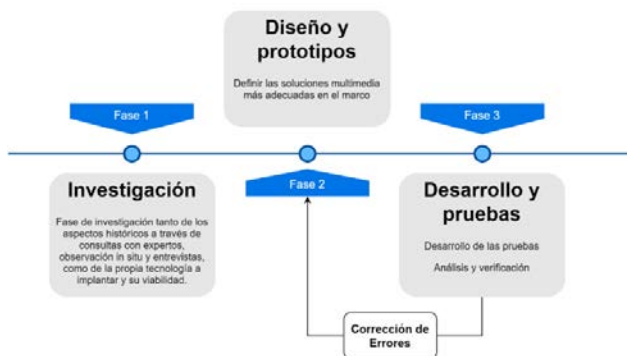 Diseño y
prototipos
Definir las soluciones multimedia
más adecuadas en el marco
Fase 1
Fase 3
Investigación
Fase de investigación tanto de los
aspectos históricos a través de
consultas con expertos,
observación in situ y entrevistas,
como de la propia tecnología a
implantar y su viabilidad.
Fase 2
Desarrollo y
pruebas
Desarrollo de las pruebas
Análisis y verificación
Corrección de
Errores